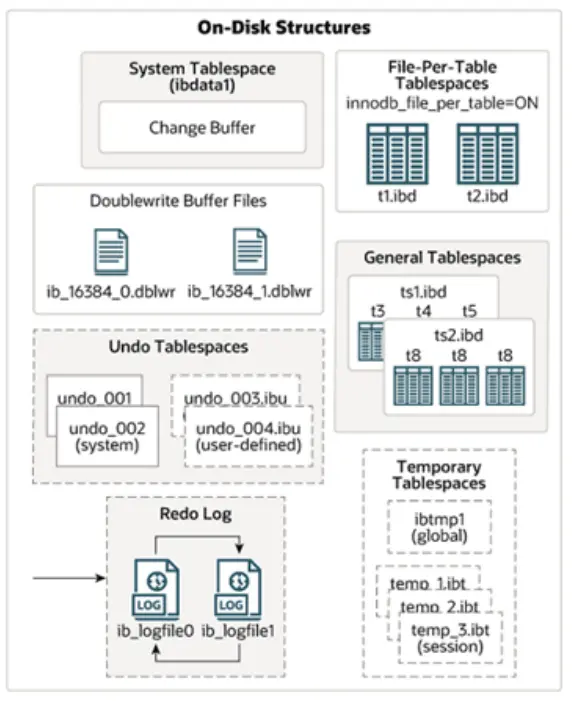 On-Disk Structures
System Tablespace
(ibdata1)
Change Buffer
Doublewrite Buffer Files
ib_16384_0.dblwr ib_16384_1.dblwr
Undo Tablespaces
undo_001
undo_002
(system)
undo_003.ibu
undo_004.ibu
(user-defined)
Redo Log
LOG LOG
ib_logfile0 ib_logfile1
File-Per-Table
Tablespaces
innodb_file_per_table=ON
t1.ibd t2.ibd
General Tablespaces
ts1.ibd
t3 t4 t5
ts2.ibd
t8 t8 t8
Temporary
Tablespaces
ibtmp1
(global)
temp_1.ibt
temp_2.ibt
temp_3.ibt
(session)